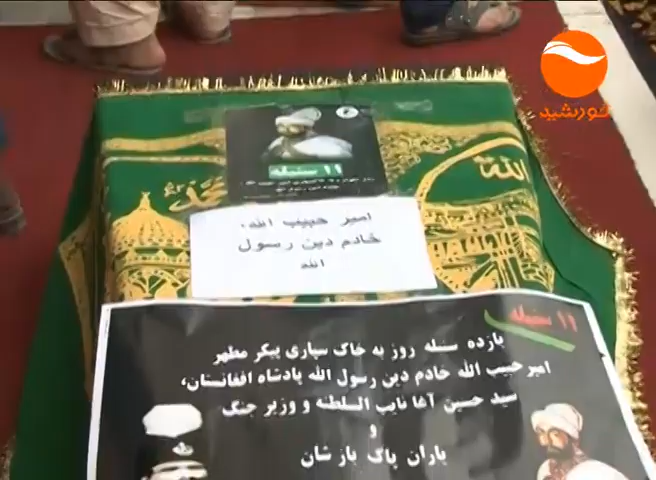 خورشید
الله
محمد
۱۱ سنبله
امیر حبیب الله،
خادم دین رسول
الله
۱۱ سنبله
یازده سنبله روز به خاک سپاری پیکر مطهر
امیر حبیب الله خادم دین رسول الله پادشاه افغانستان،
سید حسین آغا نایب السلطنه و وزیر جنگ
و
یاران پاک باز شان